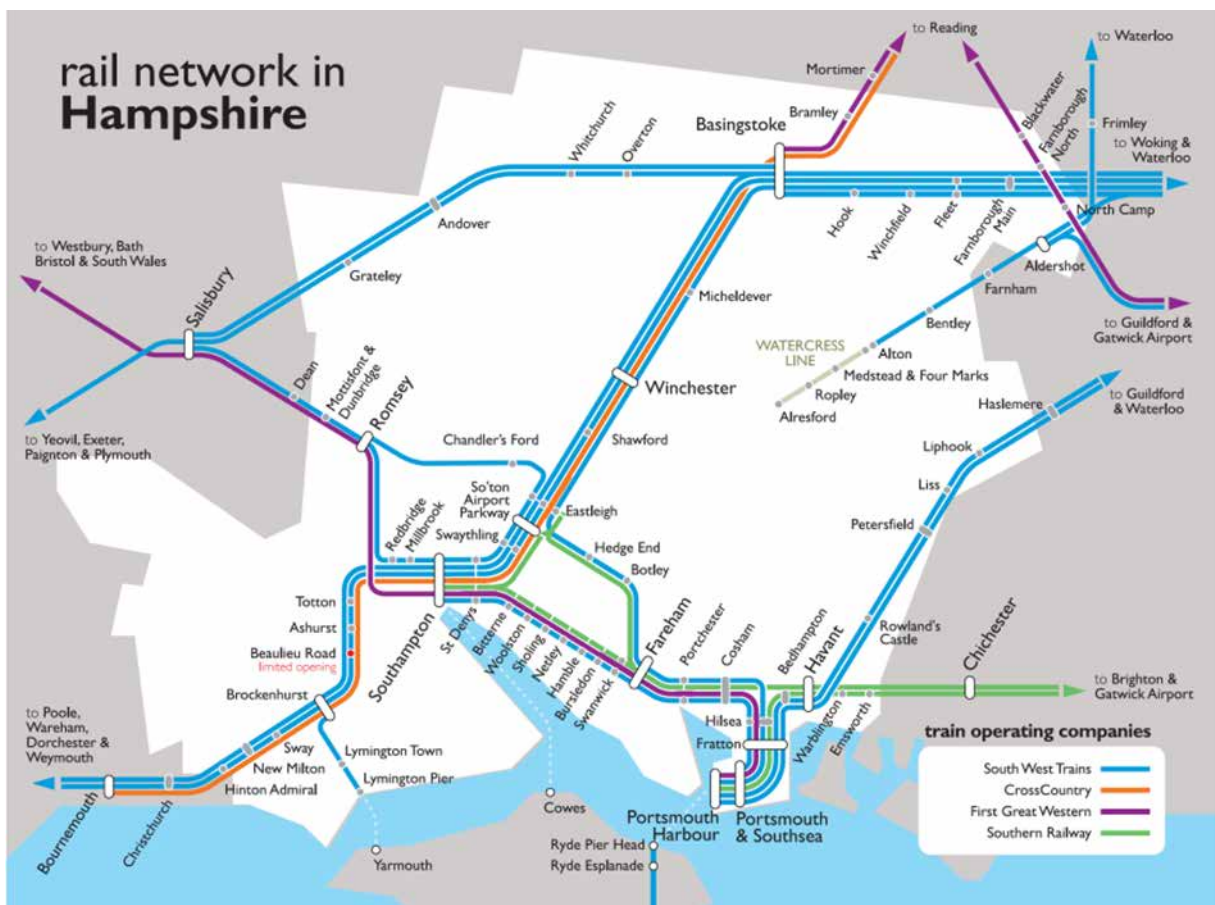 rail network in
Hampshire
to Reading
to Waterloo
Mortimer
Bramley
Basingstoke
Whitchurch
Overton
Blackwater
Farnborough
North
Frimley
to Woking &
Waterloo
Andover
Grateley
Hook
Winchfield
Fleet
Farnborough
Main
North Camp
Aldershot
Farnham
Bentley
to Guildford &
Gatwick Airport
to Westbury, Bath
Bristol & South Wales
Salisbury
Micheldever
WATERCRESS
LINE
Alton
Medstead & Four Marks
Ropley
Alresford
Dean
Mottisfont &
Dunbridge
Romsey
Winchester
Haslemere
to Guildford
& Waterloo
to Yeovil, Exeter,
Paignton & Plymouth
Chandler's Ford
Shawford
Liphook
Liss
Petersfield
So'ton
Airport
Parkway
Eastleigh
Redbridge
Millbrook
Swaythling
Hedge End
Botley
Totton
Ashurst
Beaulieu Road
limited opening
Southampton
St Denys
Bitterne
Woolston
Sholing
Netley
Hamble
Bursledon
Swanwick
Fareham
Portchester
Cosham
Bedhampton
Havant
Rowland's
Castle
Chichester
to Brighton &
Gatwick Airport
Warblington
Emsworth
Hilsea
Fratton
Brockenhurst
to Poole,
Wareham,
Dorchester &
Weymouth
Sway
New Milton
Hinton Admiral
Lymington Town
Lymington Pier
Bournemouth
Christchurch
Yarmouth
Cowes
Portsmouth
Harbour
Portsmouth
& Southsea
Ryde Pier Head
Ryde Esplanade
train operating companies
South West Trains
CrossCountry
First Great Western
Southern Railway